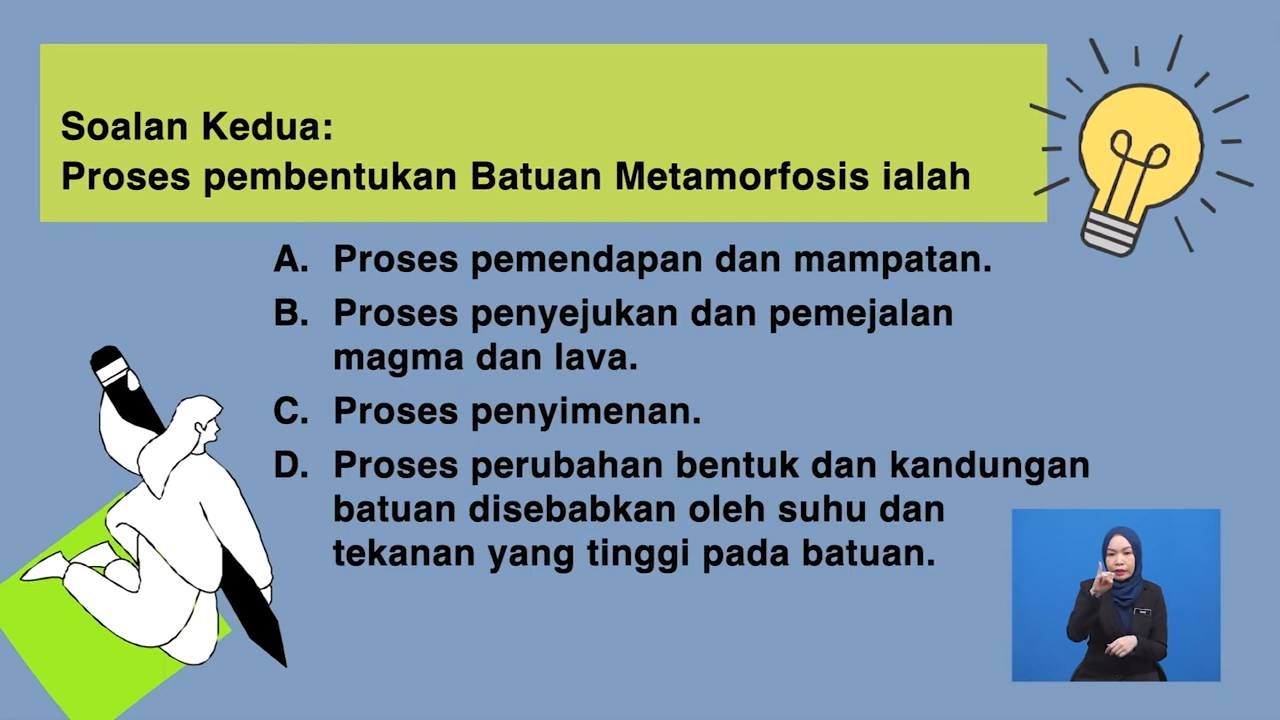 Soalan Kedua:
Proses pembentukan Batuan Metamorfosis ialah
A. Proses pemendapan dan mampatan.
B. Proses penyejukan dan pemejalan
magma dan lava.
C. Proses penyimenan.
D. Proses perubahan bentuk dan kandungan
batuan disebabkan oleh suhu dan
tekanan yang tinggi pada batuan.